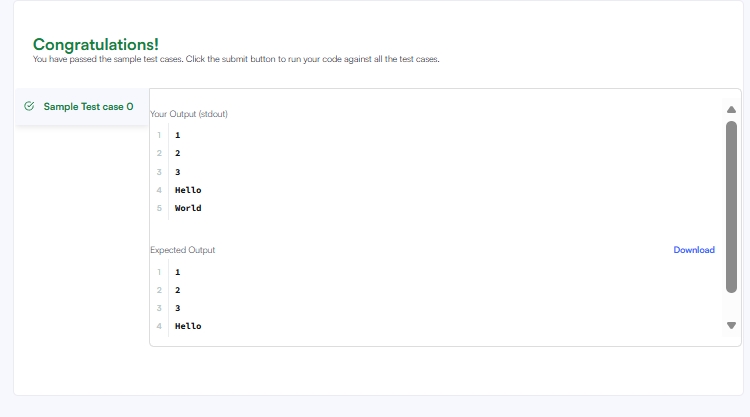 Congratulations!
You have passed the sample test cases. Click the submit button to run your code against all the test cases.
Sample Test case 0
Your Output (stdout)
1 1
2 2
3 3
4 Hello
5 World
Expected Output Download
1 1
2 2
3 3
4 Hello